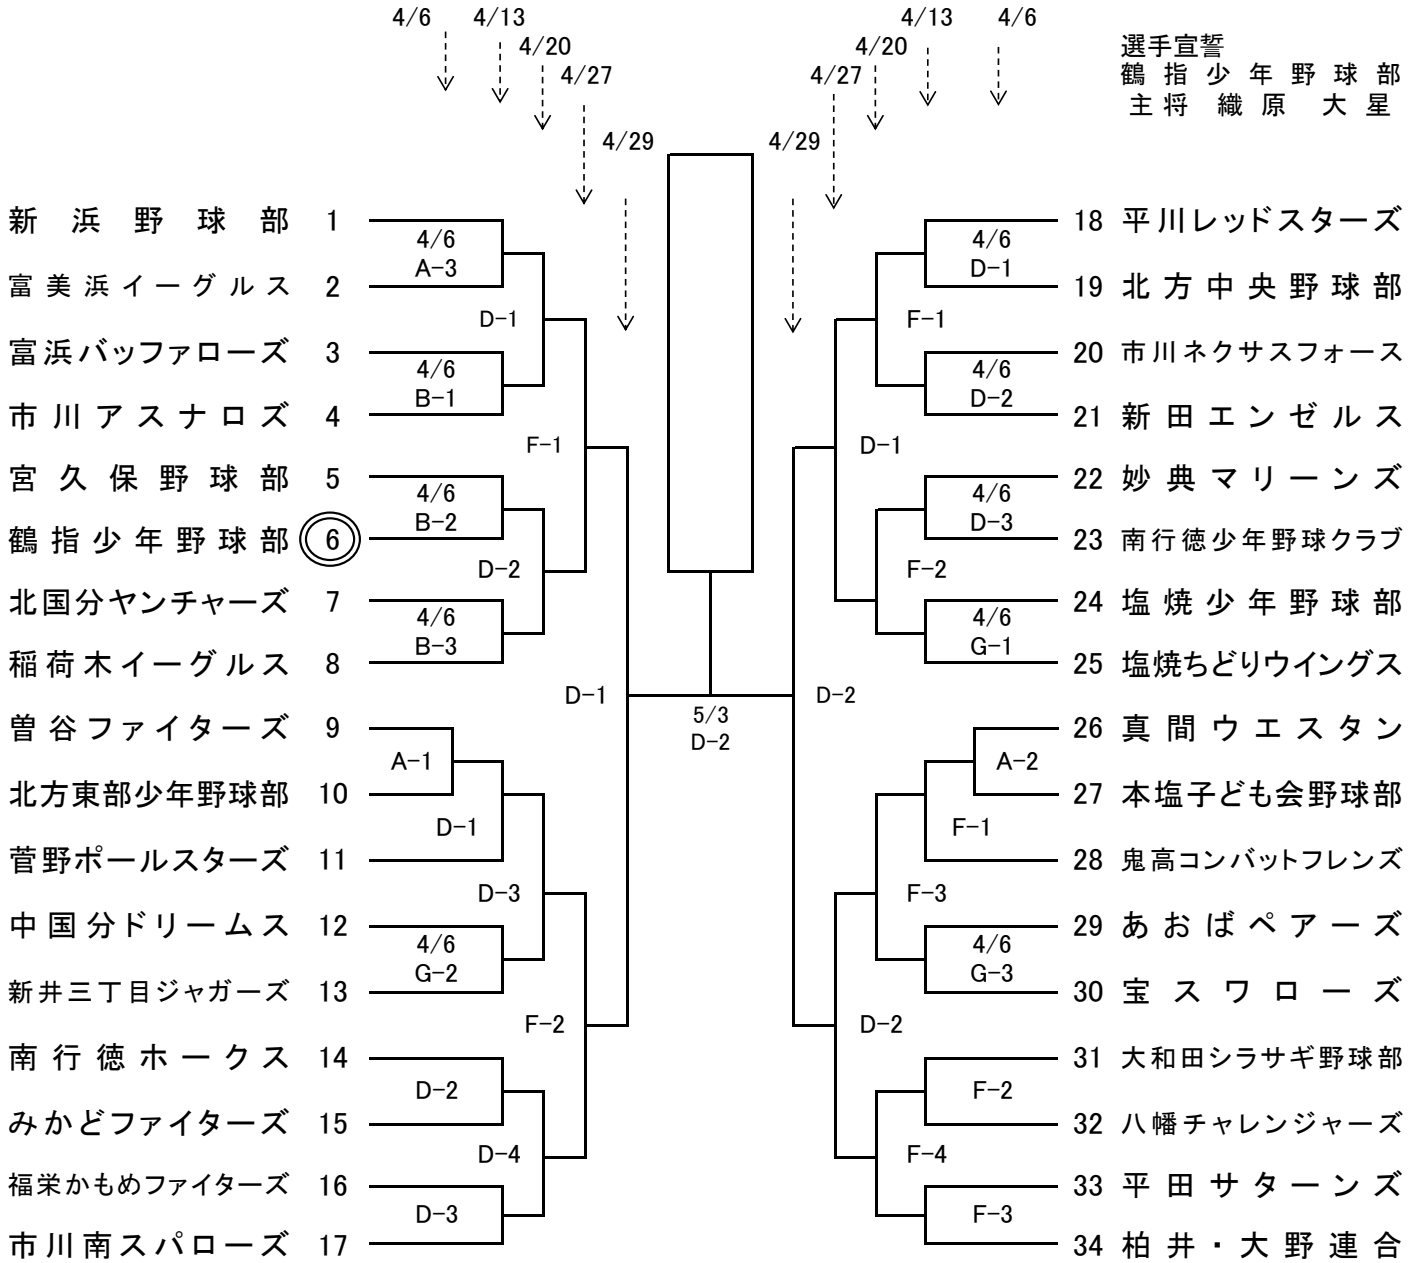 4/6 4/13 4/13 4/6
4/20 4/20
4/27 4/27
4/29 4/29
選手宣誓
鶴指少年野球部
主将 織原 大星
新浜野球部 1
4/6
A-3
富美浜イーグルス 2
D-1
富浜バッファローズ 3
4/6
B-1
市川アスナロズ 4
F-1
宮久保野球部 5
4/6
B-2
鶴指少年野球部 6
D-2
北国分ヤンチャーズ 7
4/6
B-3
稲荷木イーグルス 8
D-1
曽谷ファイターズ 9
A-1
北方東部少年野球部 10
D-1
菅野ポールスターズ 11
D-3
中国分ドリームス 12
4/6
G-2
新井三丁目ジャガーズ 13
F-2
南行徳ホークス 14
D-2
みかどファイターズ 15
D-4
福栄かもめファイターズ 16
D-3
市川南スパローズ 17
5/3
D-2
18 平川レッドスターズ
4/6
D-1
19 北方中央野球部
F-1
20 市川ネクサスフォース
4/6
D-2
21 新田エンゼルス
D-1
22 妙典マリーンズ
4/6
D-3
23 南行徳少年野球クラブ
F-2
24 塩焼少年野球部
4/6
G-1
25 塩焼ちどりウイングス
D-2
26 真間ウエスタン
A-2
27 本塩子ども会野球部
F-1
28 鬼高コンバットフレンズ
F-3
29 あおばペアーズ
4/6
G-3
30 宝スワローズ
D-2
31 大和田シラサギ野球部
F-2
32 八幡チャレンジャーズ
F-4
33 平田サターンズ
F-3
34 柏井・大野連合